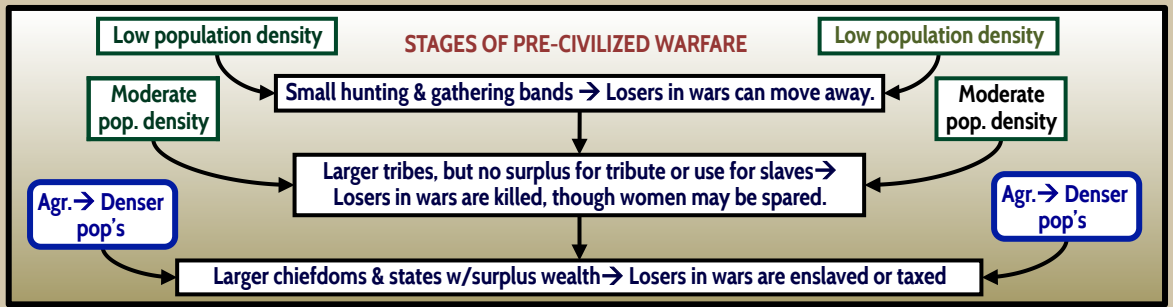 Low population density
STAGES OF PRE-CIVILIZED WARFARE
Low population density
Small hunting & gathering bands → Losers in wars can move away.
Moderate
pop. density
Moderate
pop. density
Larger tribes, but no surplus for tribute or use for slaves→
Losers in wars are killed, though women may be spared.
Agr.→ Denser
pop's
Agr.→ Denser
pop's
Larger chiefdoms & states w/surplus wealth→ Losers in wars are enslaved or taxed